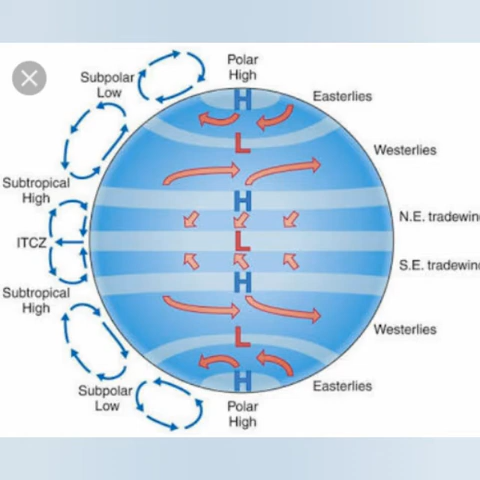 Polar
High
Subpolar
Low
Easterlies
H
L
Westerlies
Subtropical
High
H
N.E. tradewin
ITCZ
L
S.E. tradewin
Subtropical
High
H
Westerlies
L
Subpolar
Low
Easterlies
H
Polar
High